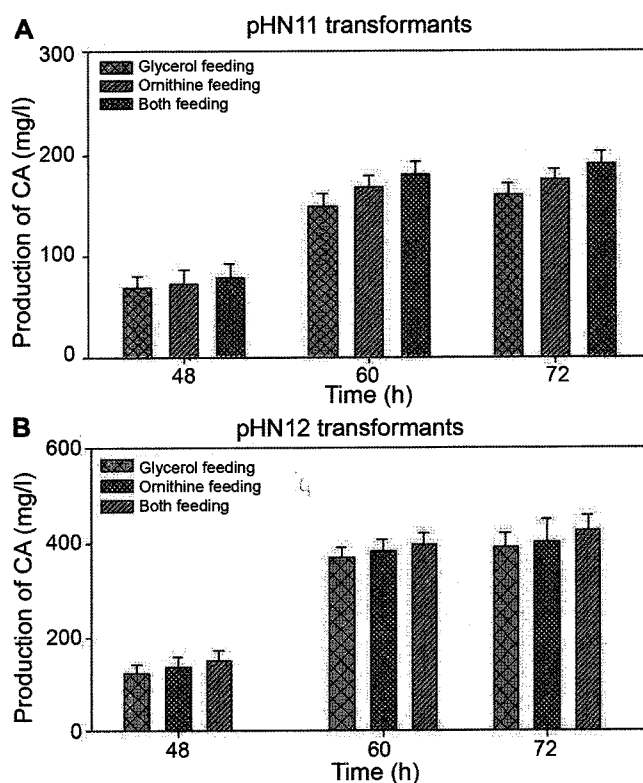 A
pHN11 transformants
Production of CA (mg/l)
300
200
100
0
Glycerol feeding
Ornithine feeding
Both feeding
48
60
72
Time (h)
B
pHN12 transformants
Production of CA (mg/l)
600
400
200
0
Glycerol feeding
Ornithine feeding
Both feeding
48
60
72
Time (h)